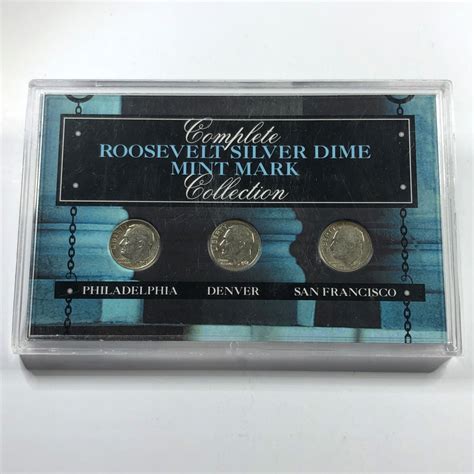 Complete
ROOSEVELT SILVER DIME
MINT MARK
Collection
PHILADELPHIA DENVER SAN FRANCISCO